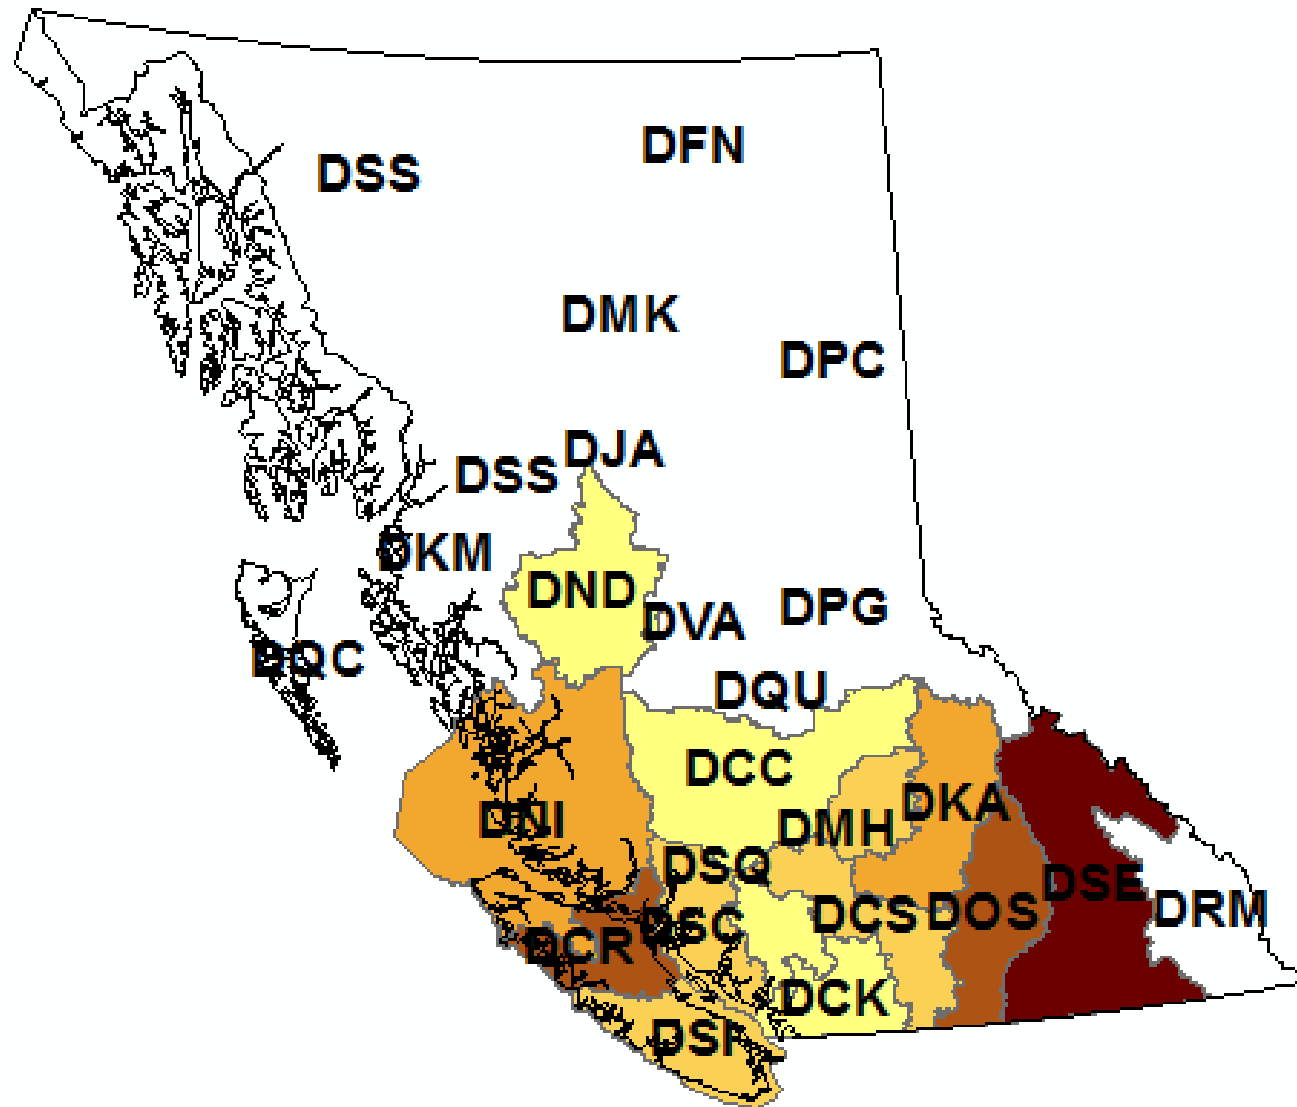 DFN
DSS
DMK
DPC
DJA
DSS
DKM
DND
DPG
DVA
DQC
DQU
DCC
DKA
DNI
DMH
DSQ
DSE
DRM
DSC
DCS
DOS
DCR
DCK
DSI